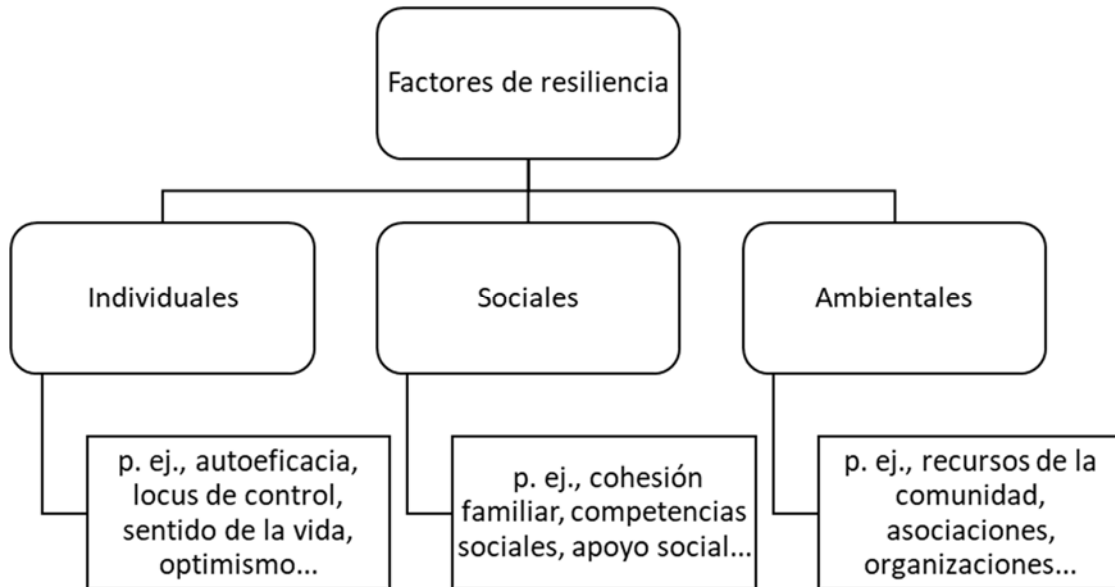 Factores de resiliencia
Individuales
Sociales
Ambientales
p. ej., autoeficacia,
locus de control,
sentido de la vida,
optimismo...
p. ej., cohesión
familiar, competencias
sociales, apoyo social...
p. ej., recursos de la
comunidad,
asociaciones,
organizaciones...